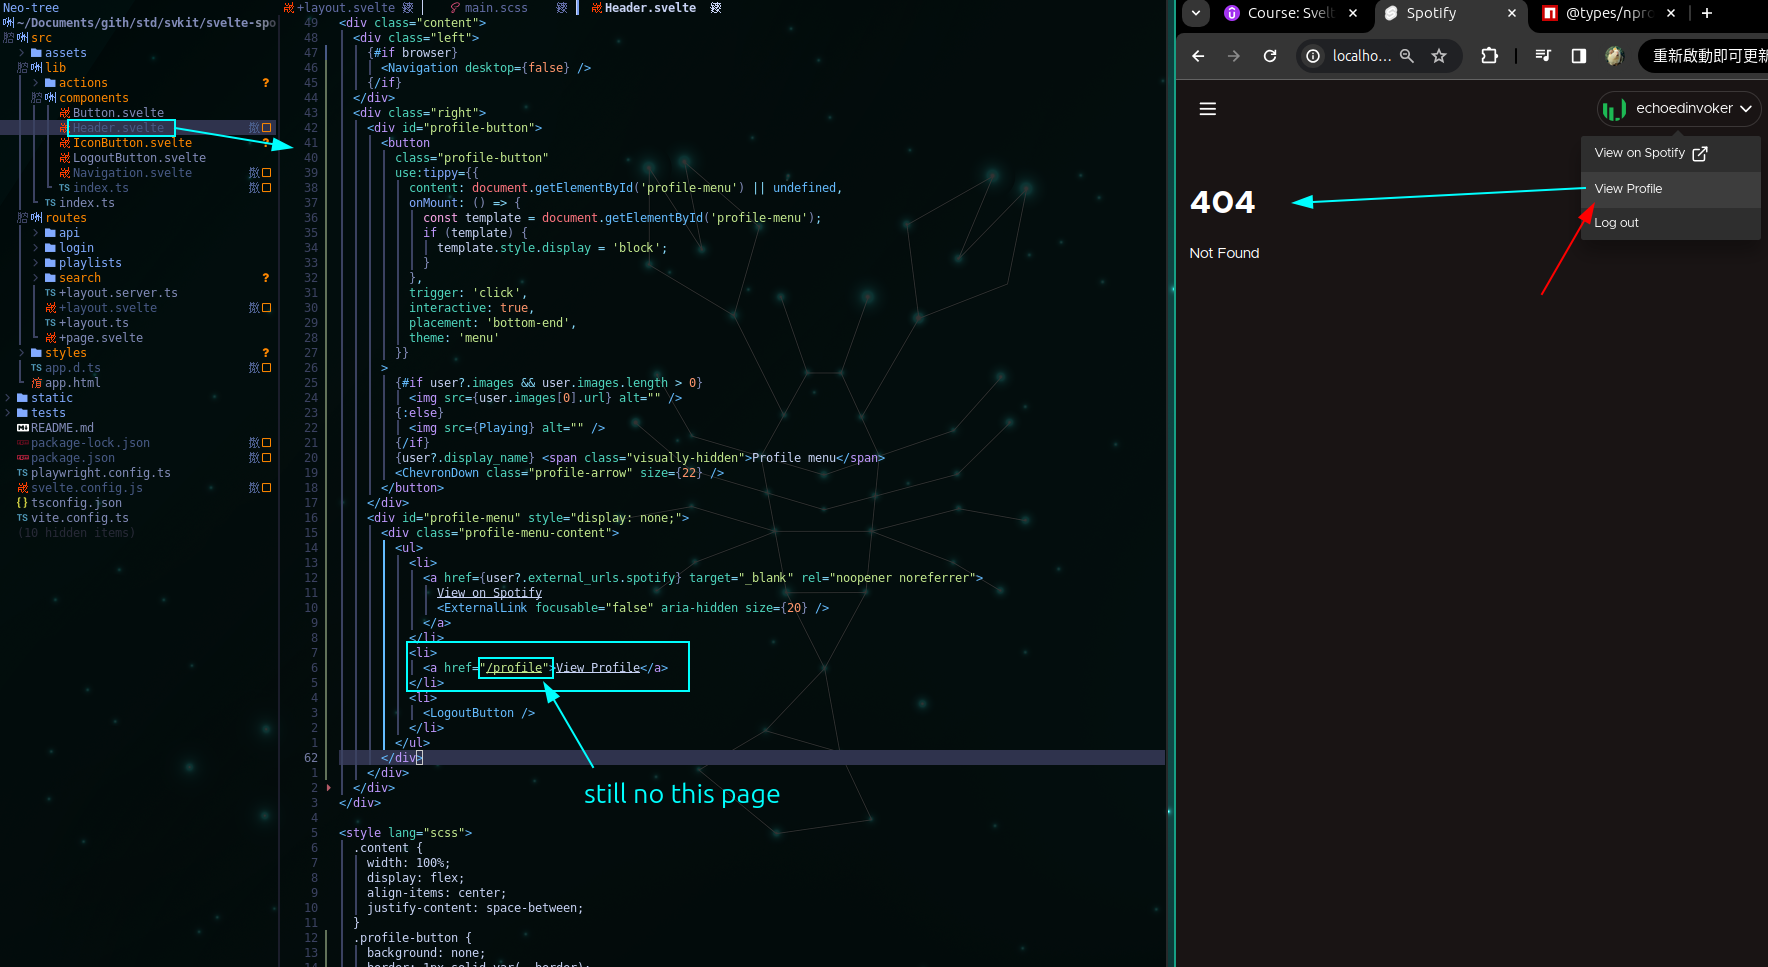 Neo-tree
~/Documents/gith/std/svkit/svelte-spo
src
assets
lib
actions ?
components
Button.svelte
Header.svelte
IconButton.svelte ?
LogoutButton.svelte
Navigation.svelte
TS index.ts
TS index.ts
routes
api
login
playlists
search ?
TS +layout.server.ts
+layout.svelte
TS +layout.ts
+page.svelte
styles ?
TS app.d.ts
app.html
static
tests
README.md
package-lock.json
package.json
TS playwright.config.ts
svelte.config.js
{} tsconfig.json
TS vite.config.ts
(10 hidden items)
+layout.svelte
main.scss
Header.svelte
49 <div class="content">
48 <div class="left">
47 {#if browser}
46 <Navigation desktop={false} />
45 {/if}
44 </div>
43 <div class="right">
42 <div id="profile-button">
41 <button
40 class="profile-button"
39 use:tippy={{
38 content: document.getElementById('profile-menu') || undefined,
37 onMount: () => {
36 const template = document.getElementById('profile-menu');
35 if (template) {
34 template.style.display = 'block';
33 }
32 },
31 trigger: 'click',
30 interactive: true,
29 placement: 'bottom-end',
28 theme: 'menu'
27 }}
26 >
25 {#if user?.images && user.images.length > 0}
24 <img src={user.images[0].url} alt="" />
23 {:else}
22 <img src={Playing} alt="" />
21 {/if}
20 {user?.display_name} <span class="visually-hidden">Profile menu</span>
19 <ChevronDown class="profile-arrow" size={22} />
18 </button>
17 </div>
16 <div id="profile-menu" style="display: none;">
15 <div class="profile-menu-content">
14 <ul>
13 <li>
12 <a href={user?.external_urls.spotify} target="_blank" rel="noopener noreferrer">
11 View on Spotify
10 <ExternalLink focusable="false" aria-hidden size={20} />
9 </a>
8 </li>
7 <li>
6 <a href="/profile">View Profile</a>
5 </li>
4 <li>
3 <LogoutButton />
2 </li>
1 </ul>
62 </div>
1 </div>
2 </div>
3 </div>
4
5 <style lang="scss">
6 .content {
7 width: 100%;
8 display: flex;
9 align-items: center;
10 justify-content: space-between;
11 }
12 .profile-button {
13 background: none;
14 border: 1px solid var(--border);
still no this page
Course: Svelt
Spotify
@types/npro
localho...
重新啟動即可更新
echoedinvoker
View on Spotify
View Profile
Log out
404
Not Found